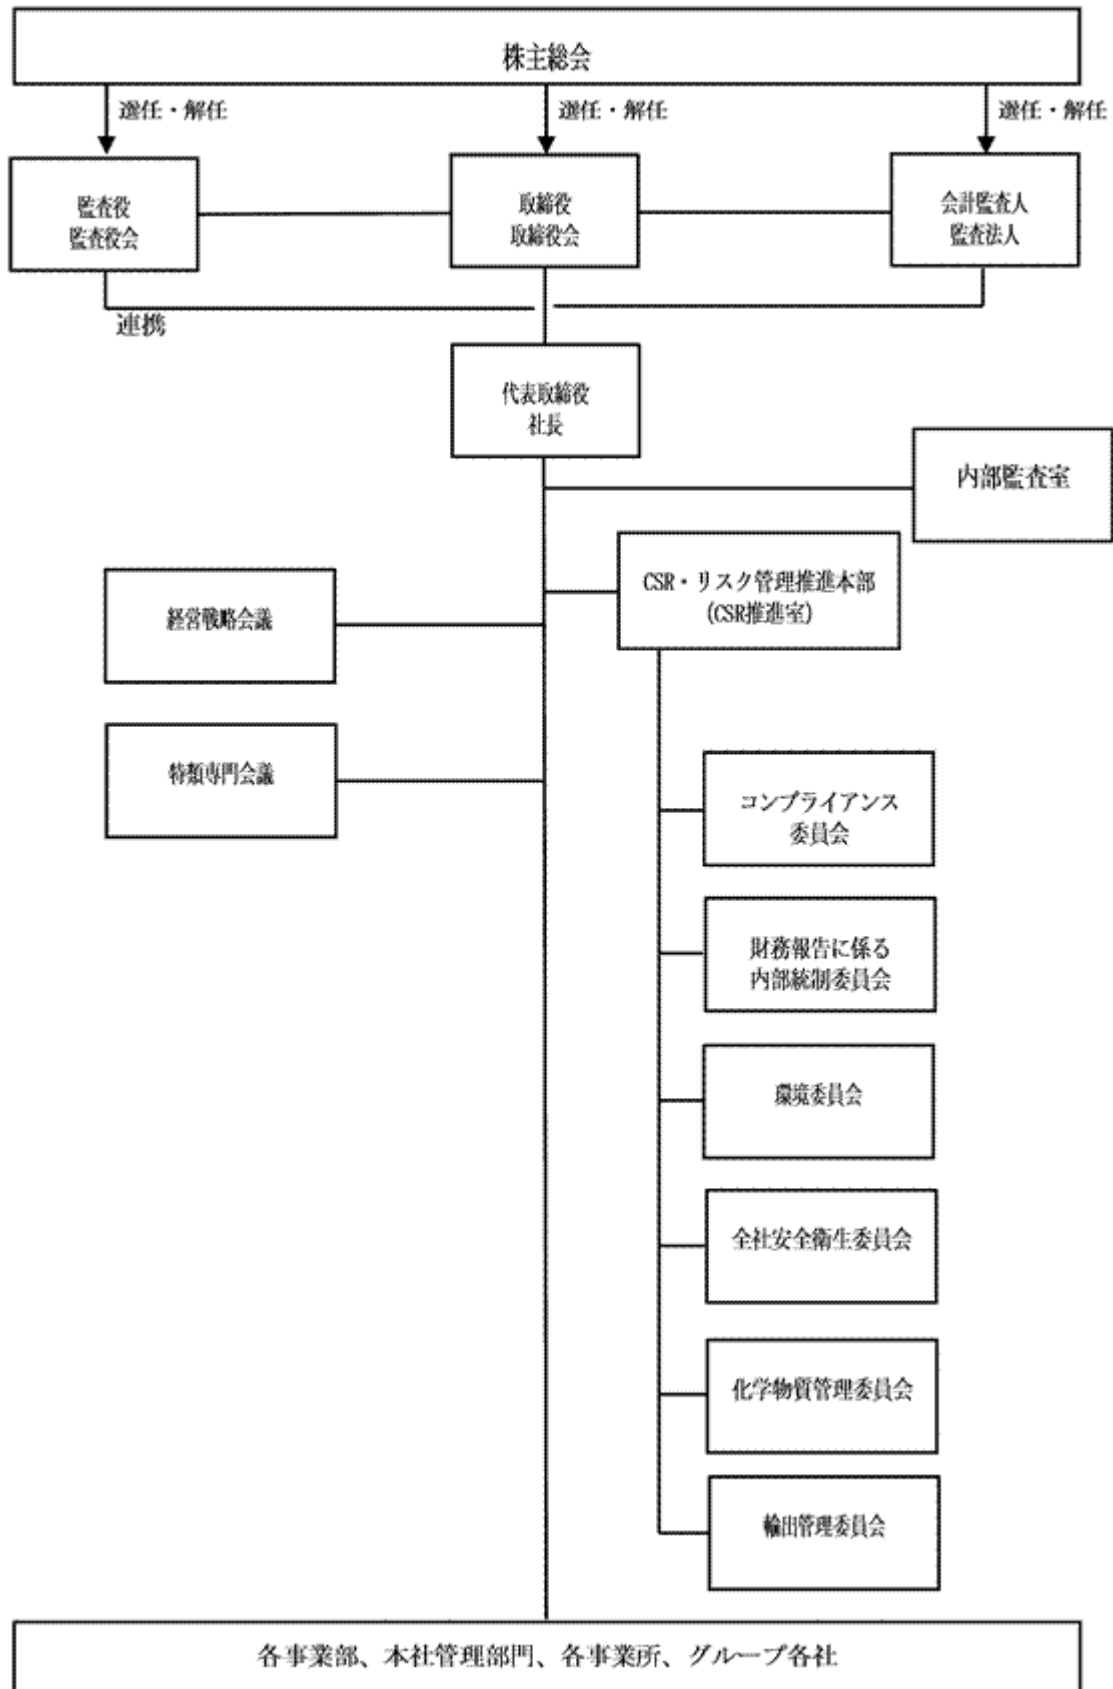 株主総会
選任・解任
選任・解任
選任・解任
監査役
監査役会
取締役
取締役会
会計監査人
監査法人
連携
代表取締役
社長
内部監査室
CSR・リスク管理推進本部
(CSR推進室)
経営戦略会議
特類専門会議
コンプライアンス
委員会
財務報告に係る
内部統制委員会
環境委員会
全社安全衛生委員会
化学物質管理委員会
輸出管理委員会
各事業部、本社管理部門、各事業所、グループ各社